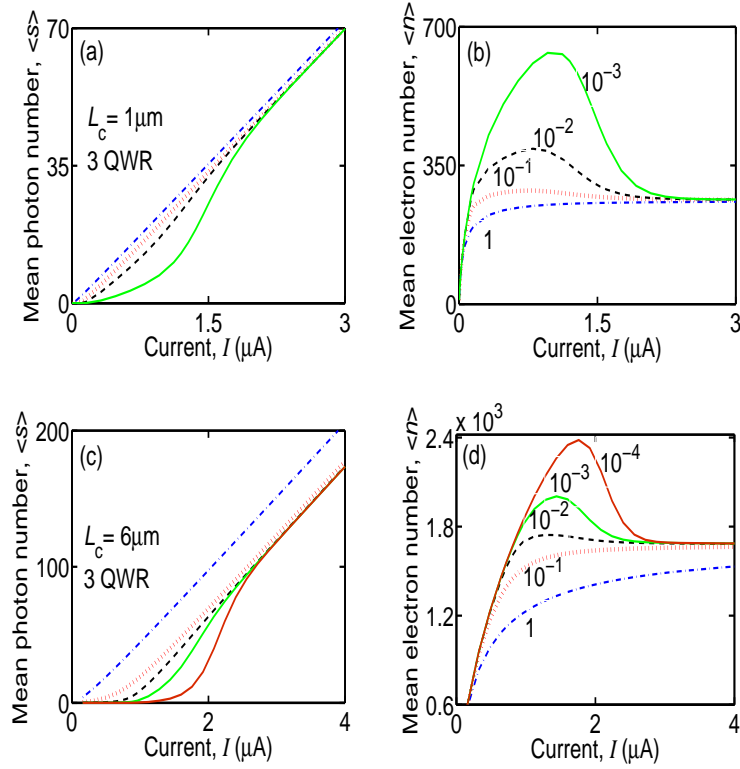 (a)
Mean photon number, <s>
70
35
0
L_c = 1μm
3 QWR
0
1.5
3
Current, I (μA)
(b)
Mean electron number, <n>
700
350
0
10^−3
10^−2
10^−1
1
0
1.5
3
Current, I (μA)
(c)
Mean photon number, <s>
200
100
0
L_c = 6μm
3 QWR
0
2
4
Current, I (μA)
x 10^3
(d)
Mean electron number, <n>
2.4
1.8
1.2
0.6
10^−4
10^−3
10^−2
10^−1
1
0
2
4
Current, I (μA)